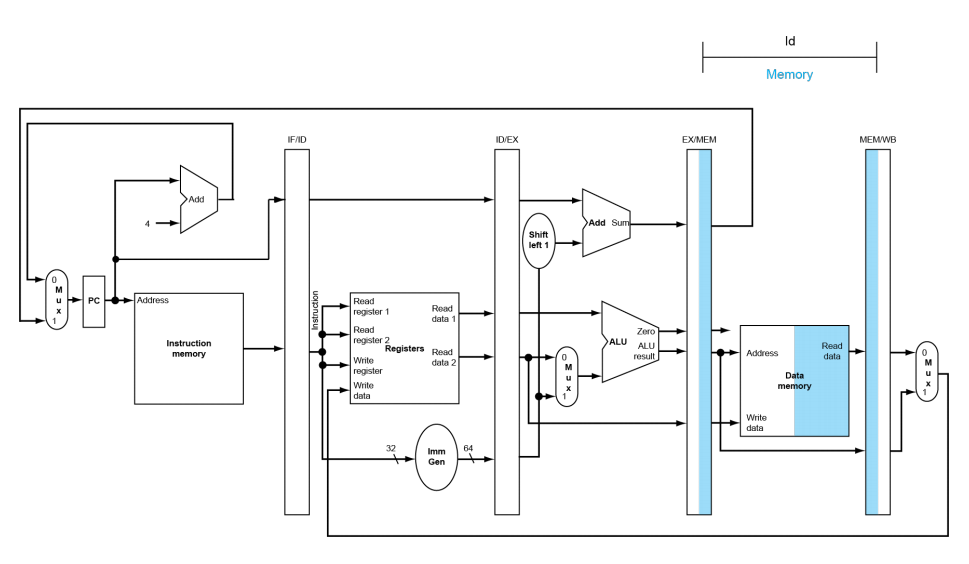 ld
Memory
IF/ID
ID/EX
EX/MEM
MEM/WB
Add
4
Add Sum
Shift
left 1
0
M
u
x
1
PC
Address
Instruction
memory
Instruction
Read
register 1
Read
register 2
Write
register
Write
data
Registers
Read
data 1
Read
data 2
0
M
u
x
1
Zero
ALU
ALU
result
Address
Read
data
Data
memory
Write
data
0
M
u
x
1
32
Imm
Gen
64